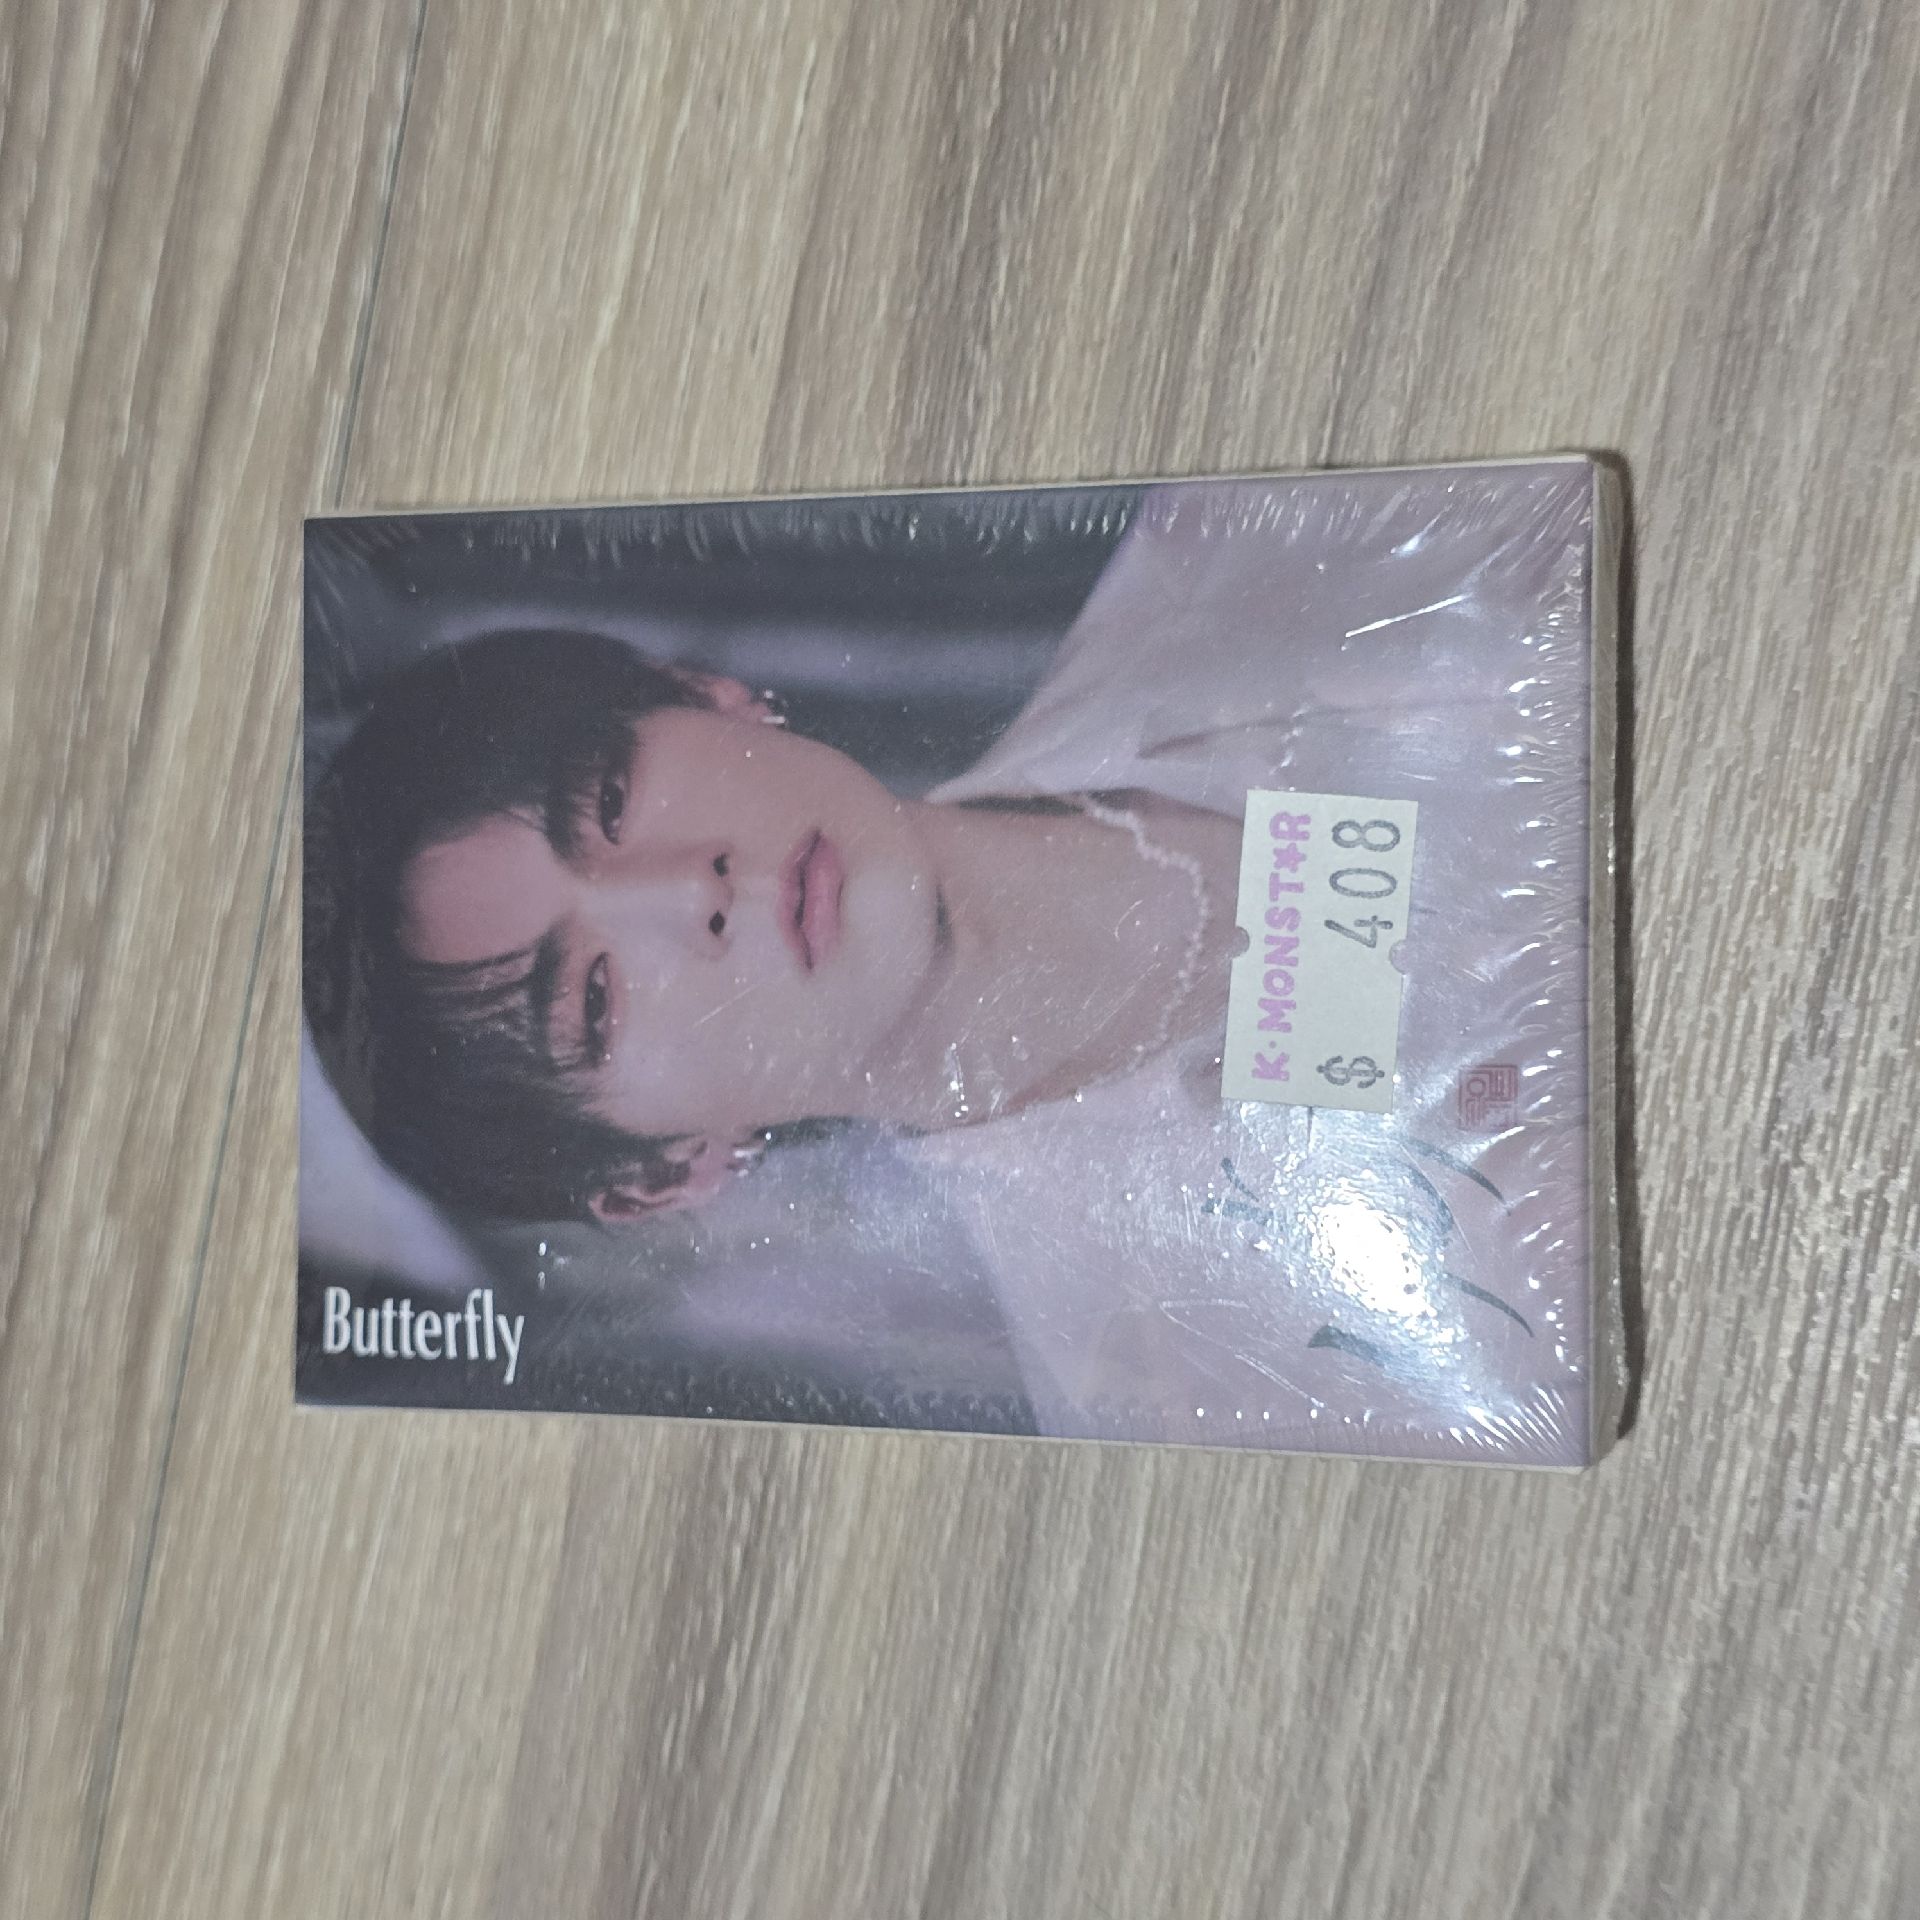 Butterfly
K·MONST★R
$ 408